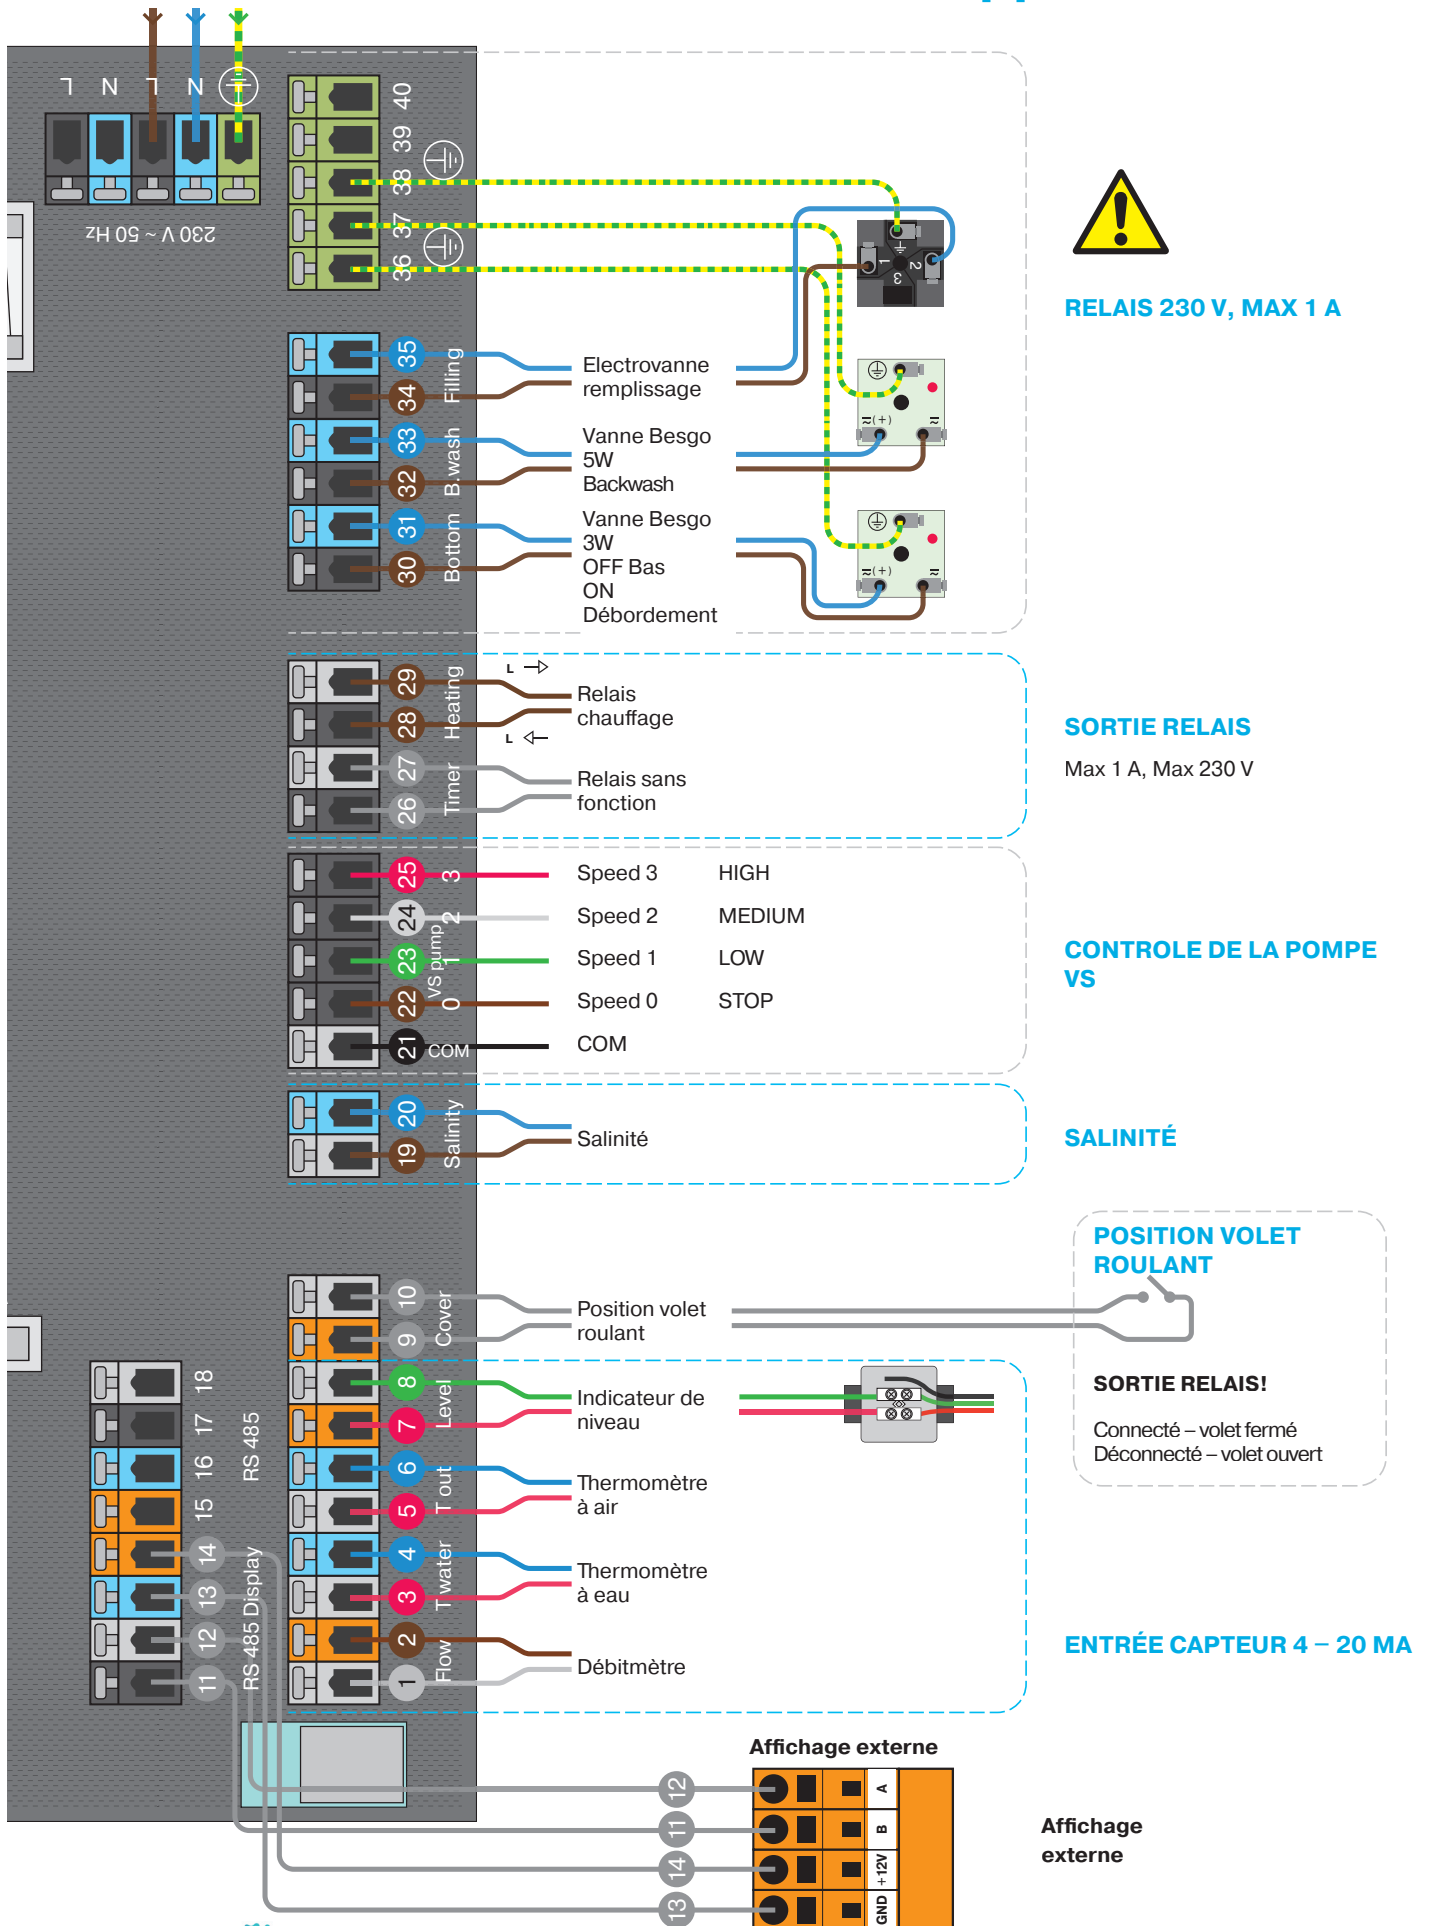 L N L N
230 V ~ 50 Hz
40
39
38
37
36
1 2 3
RELAIS 230 V, MAX 1 A
35
34
Filling
Electrovanne
remplissage
33
32
B.wash
Vanne Besgo
5W
Backwash
(+)
31
30
Bottom
Vanne Besgo
3W
OFF Bas
ON
Débordement
(+)
29
28
Heating
L
Relais
chauffage
L
27
26
Timer
Relais sans
fonction
SORTIE RELAIS
Max 1 A, Max 230 V
25 3 Speed 3 HIGH
24 2 Speed 2 MEDIUM
23 1 Speed 1 LOW
22 0 Speed 0 STOP
VS pump
21 COM COM
CONTROLE DE LA POMPE
VS
20
19
Salinity
Salinité
SALINITÉ
10
9
Cover
Position volet
roulant
POSITION VOLET
ROULANT
SORTIE RELAIS!
Connecté – volet fermé
Déconnecté – volet ouvert
8
7
Level
Indicateur de
niveau
6
5
T out
Thermomètre
à air
4
3
T water
Thermomètre
à eau
2
1
Flow
Débitmètre
ENTRÉE CAPTEUR 4 – 20 MA
18
17
16
15
RS 485
14
13
12
11
RS 485 Display
Affichage externe
12 A
11 B
14 +12V
13 GND
Affichage
externe